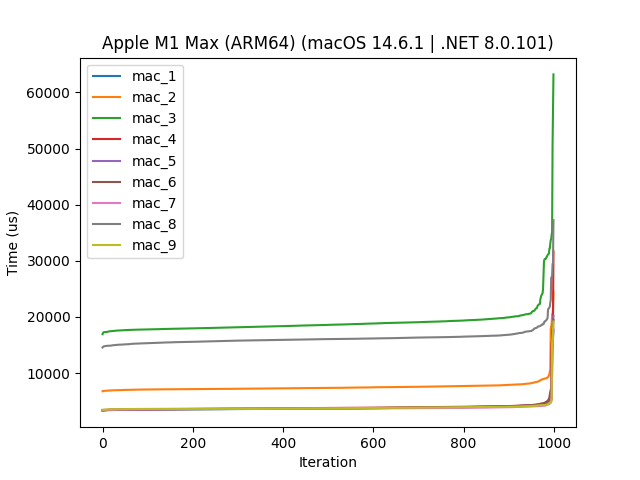 Apple M1 Max (ARM64) (macOS 14.6.1 | .NET 8.0.101)
mac_1
mac_2
mac_3
mac_4
mac_5
mac_6
mac_7
mac_8
mac_9
60000
50000
40000
30000
20000
10000
Time (us)
0
200
400
600
800
1000
Iteration